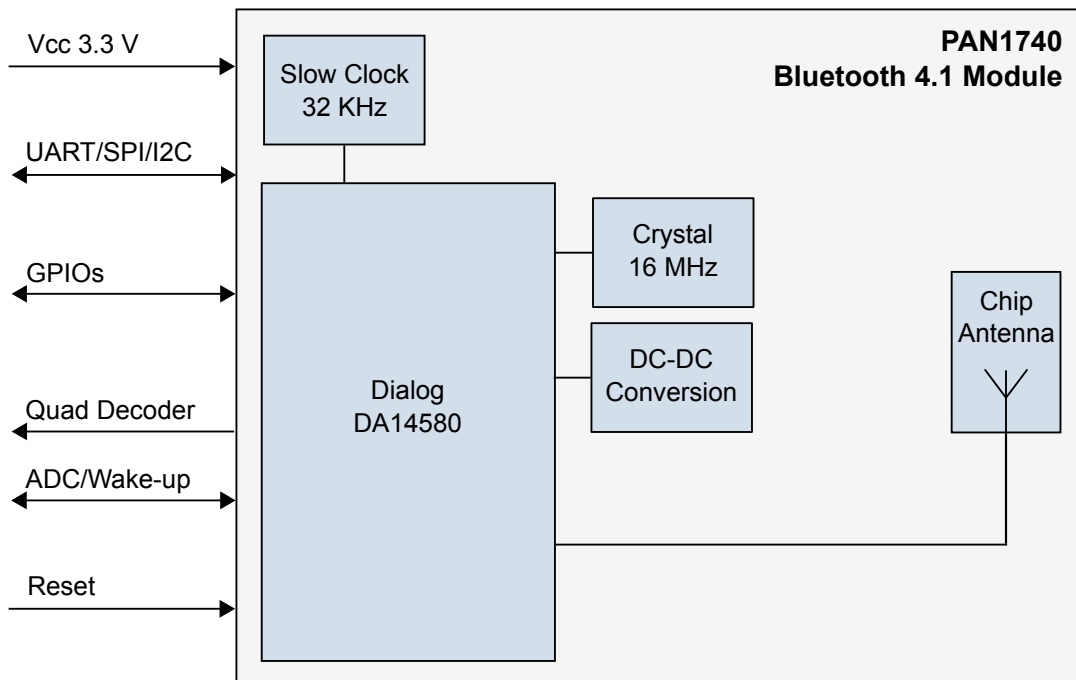 Vcc 3.3 V
UART/SPI/I2C
GPIOs
Quad Decoder
ADC/Wake-up
Reset
PAN1740
Bluetooth 4.1 Module
Slow Clock
32 KHz
Crystal
16 MHz
DC-DC
Conversion
Dialog
DA14580
Chip
Antenna